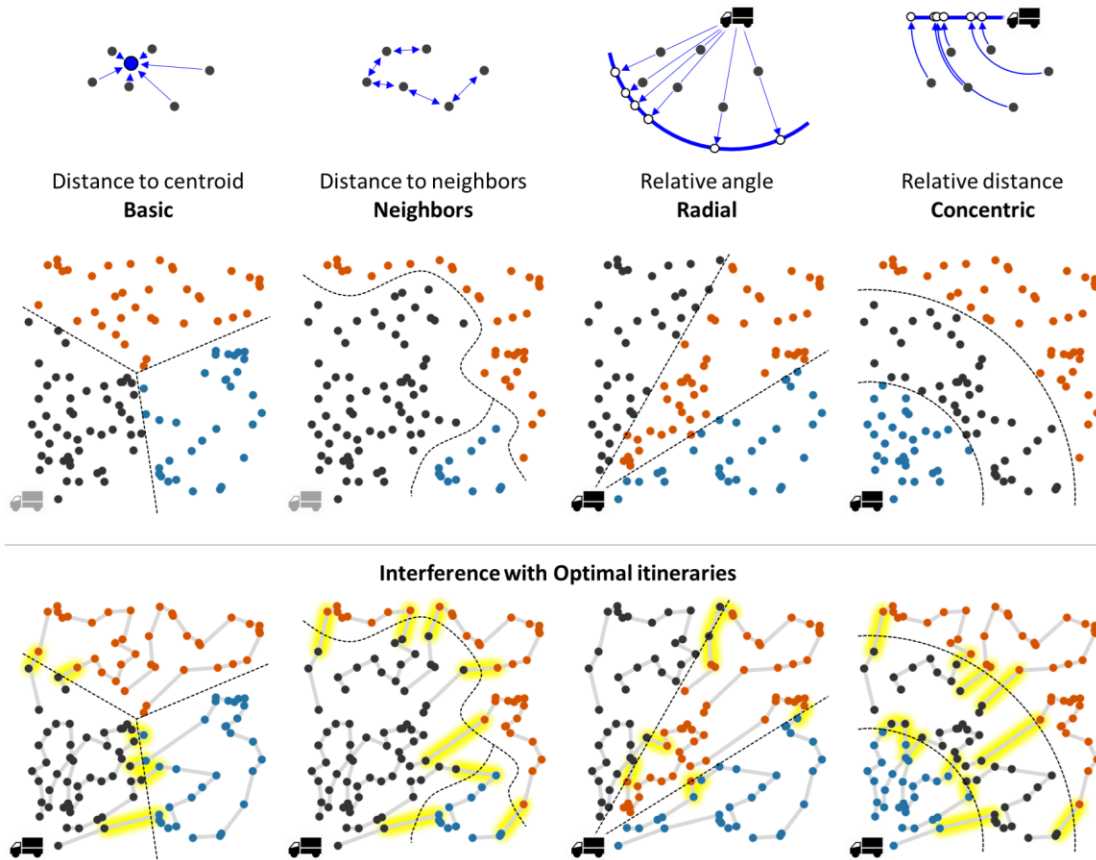 Distance to centroid
Basic
Distance to neighbors
Neighbors
Relative angle
Radial
Relative distance
Concentric
Interference with Optimal itineraries